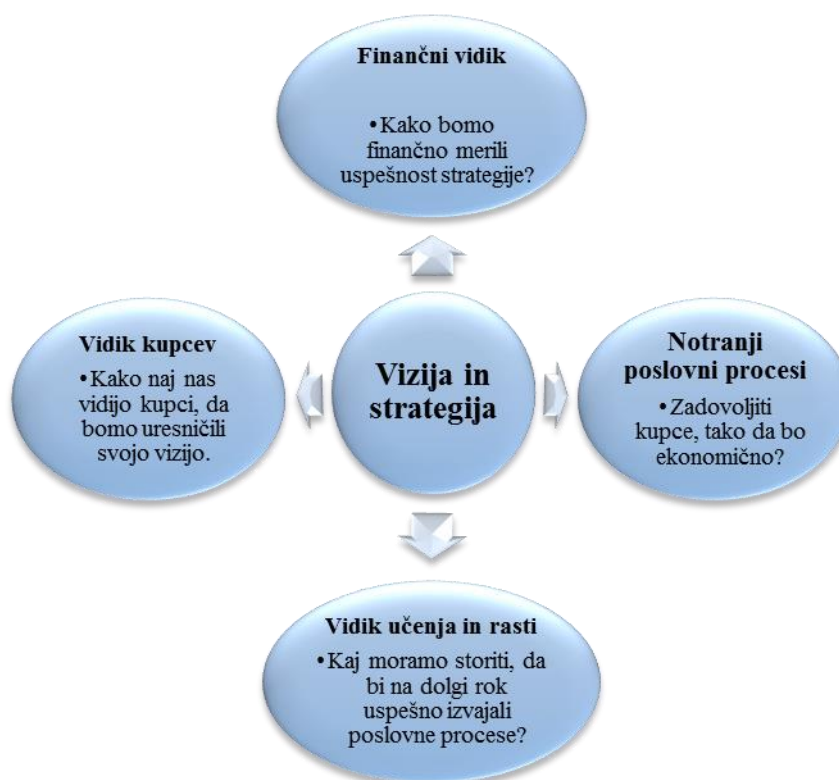 Finančni vidik
•Kako bomo
finančno merili
uspešnost strategije?
Vidik kupcev
•Kako naj nas
vidijo kupci, da
bomo uresničili
svojo vizijo.
Vizija in
strategija
Notranji
poslovni procesi
•Zadovoljiti
kupce, tako da bo
ekonomično?
Vidik učenja in rasti
•Kaj moramo storiti, da
bi na dolgi rok
uspešno izvajali
poslovne procese?